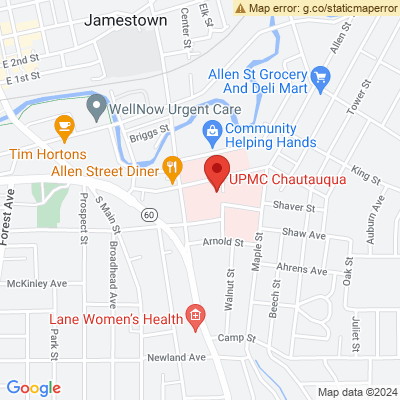 Map error: g.co/staticmaperror
Jamestown
Elk St
Center St
E 2nd St
E 1st St
Allen St
Allen St Grocery
And Deli Mart
Tower St
WellNow Urgent Care
Briggs St
Community
Helping Hands
Tim Hortons
Allen Street Diner
UPMC Chautauqua
King St
Forest Ave
Prospect St
S Main St
Broadhead Ave
60
Shaver St
Shaw Ave
Auburn Ave
Arnold St
Ahrens Ave
McKinley Ave
Walnut St
Maple St
Beech St
Oak St
Juliet St
Lane Women's Health
Camp St
Park St
Newland Ave
Google
Map data ©2024